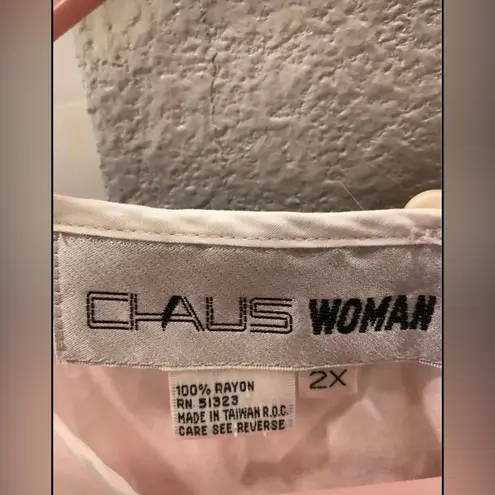 CHAUS WOMAN
2X
100% RAYON
RN 51323
MADE IN TAIWAN R.O.C.
CARE SEE REVERSE